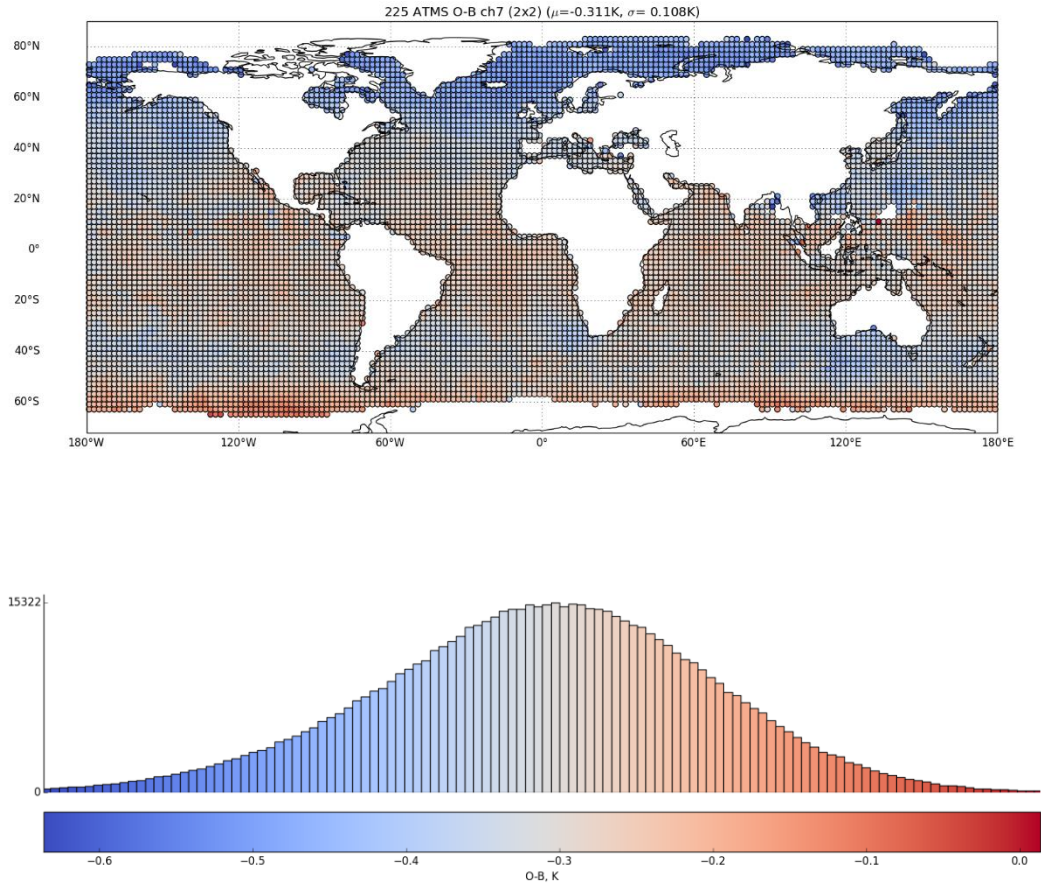 225 ATMS O-B ch7 (2x2) (μ=-0.311K, σ= 0.108K)
80°N
60°N
40°N
20°N
0°
20°S
40°S
60°S
180°W 120°W 60°W 0° 60°E 120°E 180°E
15322
0
−0.6 −0.5 −0.4 −0.3 −0.2 −0.1 0.0
O-B, K